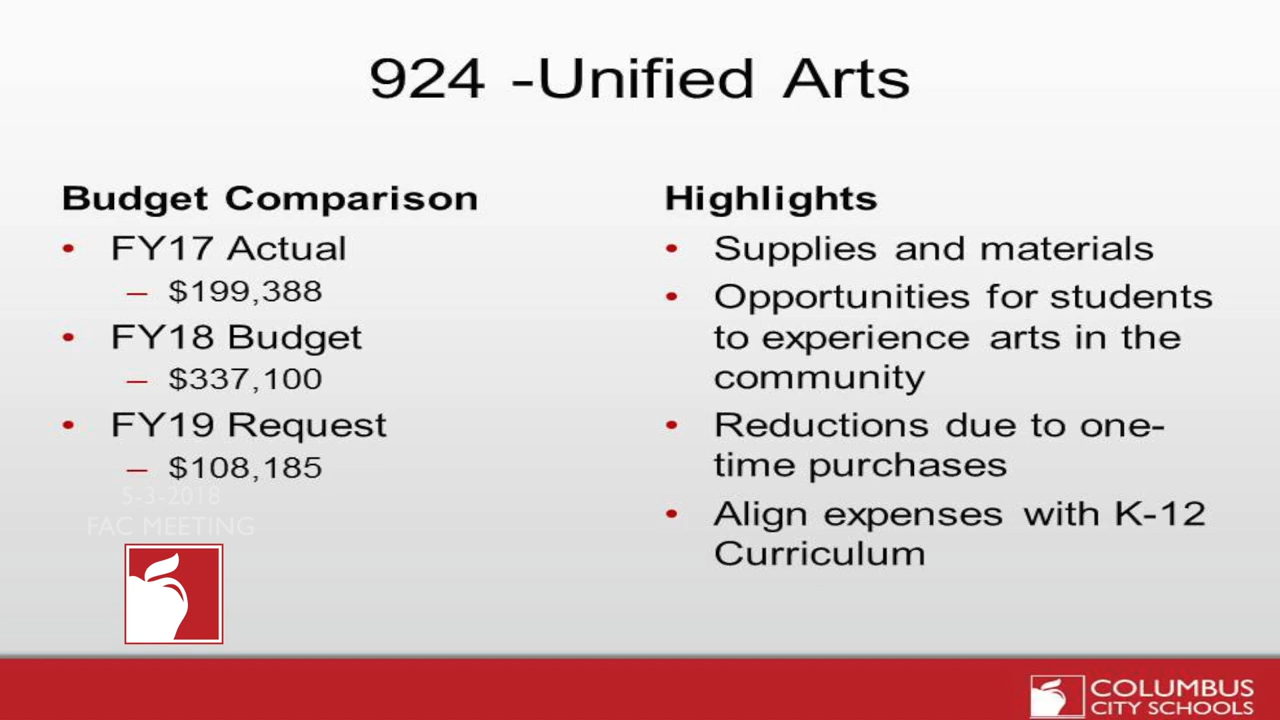 924 -Unified Arts
Budget Comparison
• FY17 Actual
– $199,388
• FY18 Budget
– $337,100
• FY19 Request
– $108,185
5-3-2018
FAC MEETING
Highlights
• Supplies and materials
• Opportunities for students
to experience arts in the
community
• Reductions due to one-
time purchases
• Align expenses with K-12
Curriculum
COLUMBUS
CITY SCHOOLS